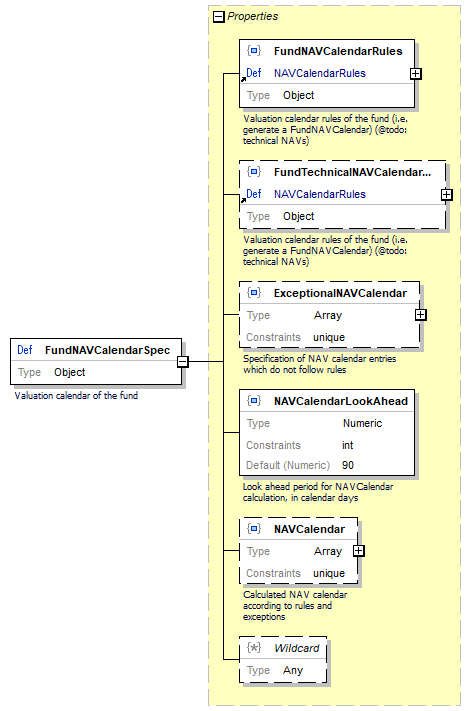 Properties
FundNAVCalendarRules
Def NAVCalendarRules
Type Object
Valuation calendar rules of the fund (i.e.
generate a FundNAVCalendar) (@todo:
technical NAVs)
FundTechnicalNAVCalendar...
Def NAVCalendarRules
Type Object
Valuation calendar rules of the fund (i.e.
generate a FundNAVCalendar) (@todo:
technical NAVs)
ExceptionalNAVCalendar
Type Array
Constraints unique
Specification of NAV calendar entries
which do not follow rules
Def FundNAVCalendarSpec
Type Object
Valuation calendar of the fund
NAVCalendarLookAhead
Type Numeric
Constraints int
Default (Numeric) 90
Look ahead period for NAVCalendar
calculation, in calendar days
NAVCalendar
Type Array
Constraints unique
Calculated NAV calendar
according to rules and
exceptions
{*} Wildcard
Type Any